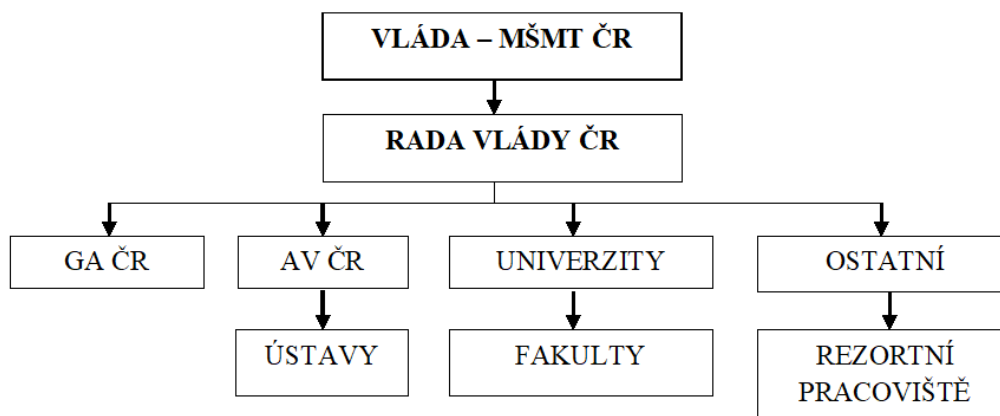 VLÁDA – MŠMT ČR
RADA VLÁDY ČR
GA ČR
AV ČR
UNIVERZITY
OSTATNÍ
ÚSTAVY
FAKULTY
REZORTNÍ
PRACOVIŠTĚ